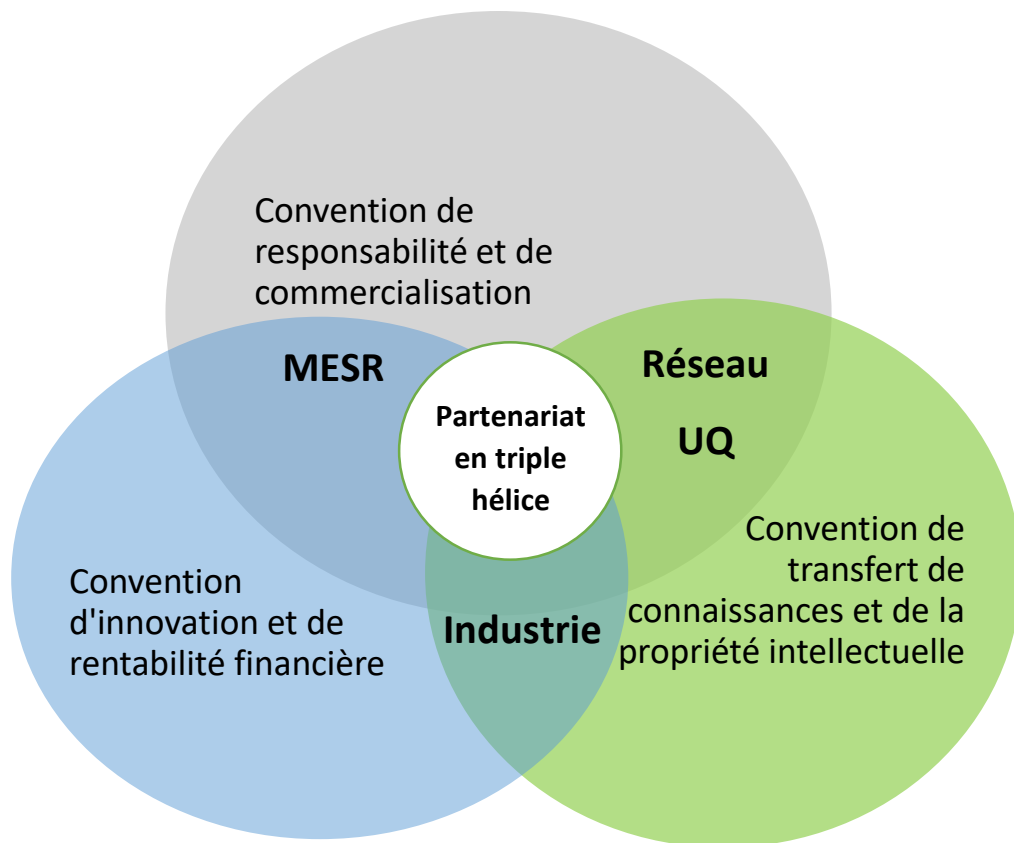 Convention de
responsabilité et de
commercialisation
MESR
Réseau
UQ
Partenariat
en triple
hélice
Convention
d'innovation et de
rentabilité financière
Industrie
Convention de
transfert de
connaissances et de la
propriété intellectuelle